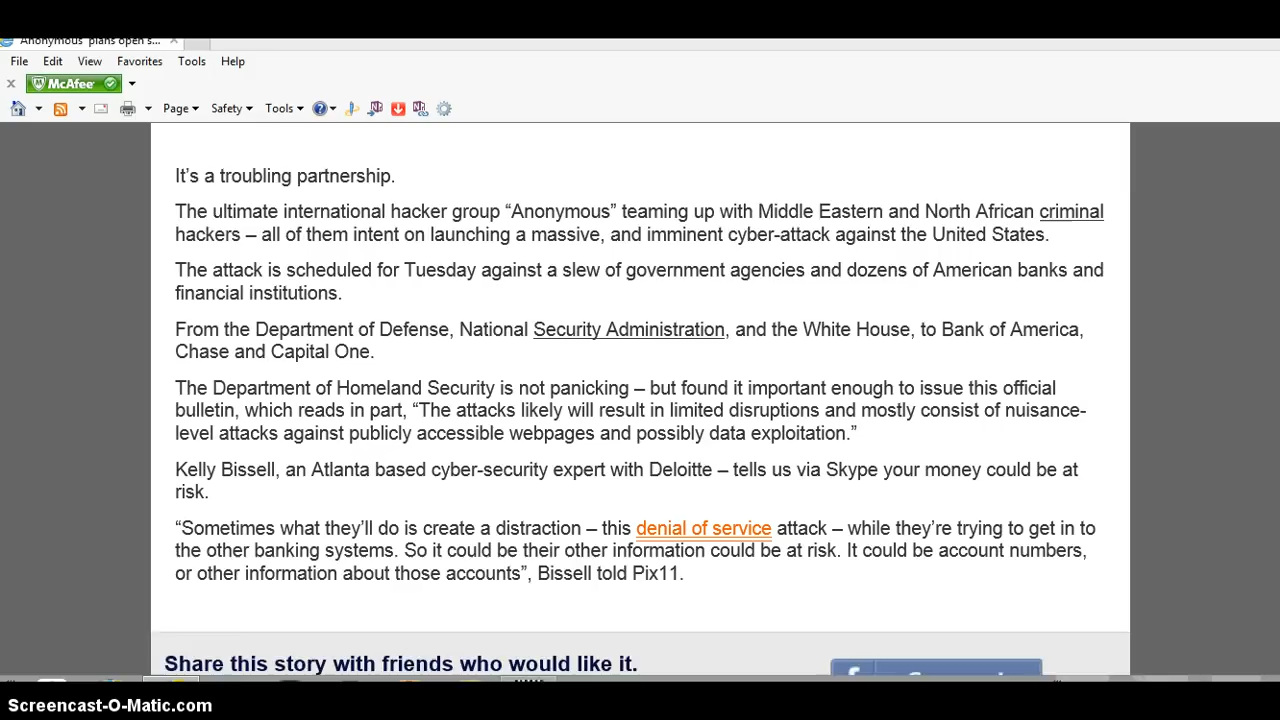 Anonymous' plans open s...
File Edit View Favorites Tools Help
McAfee
Page Safety Tools
It’s a troubling partnership.
The ultimate international hacker group “Anonymous” teaming up with Middle Eastern and North African criminal
hackers – all of them intent on launching a massive, and imminent cyber-attack against the United States.
The attack is scheduled for Tuesday against a slew of government agencies and dozens of American banks and
financial institutions.
From the Department of Defense, National Security Administration, and the White House, to Bank of America,
Chase and Capital One.
The Department of Homeland Security is not panicking – but found it important enough to issue this official
bulletin, which reads in part, “The attacks likely will result in limited disruptions and mostly consist of nuisance-
level attacks against publicly accessible webpages and possibly data exploitation.”
Kelly Bissell, an Atlanta based cyber-security expert with Deloitte – tells us via Skype your money could be at
risk.
“Sometimes what they’ll do is create a distraction – this denial of service attack – while they’re trying to get in to
the other banking systems. So it could be their other information could be at risk. It could be account numbers,
or other information about those accounts”, Bissell told Pix11.
Share this story with friends who would like it.
Screencast-O-Matic.com